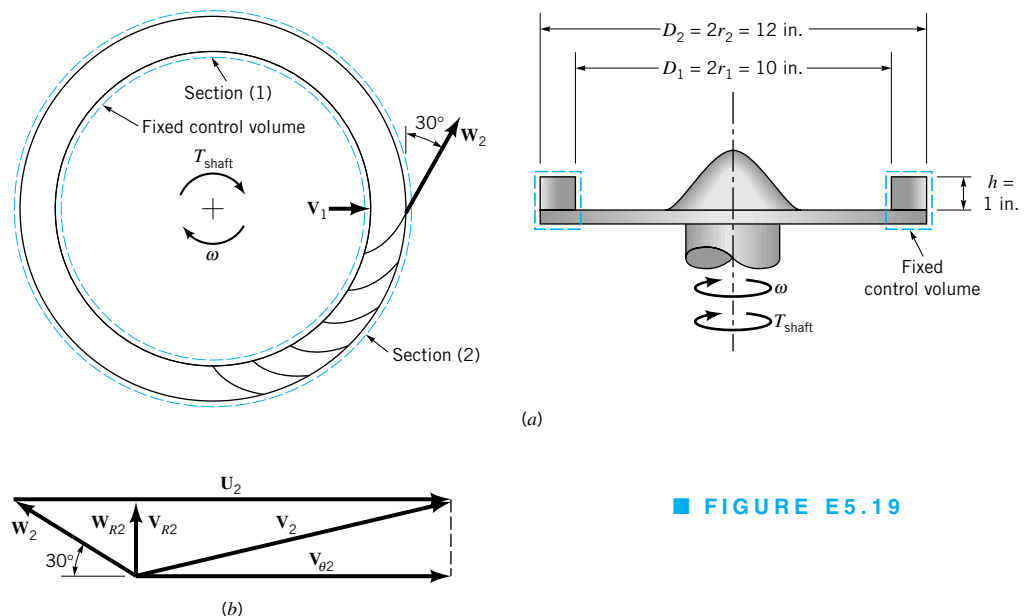 Section (1)
Fixed control volume
T_shaft
ω
V₁
30°
W₂
Section (2)
D₂ = 2r₂ = 12 in.
D₁ = 2r₁ = 10 in.
h =
1 in.
Fixed
control volume
ω
T_shaft
(a)
U₂
W₂
W_R2
V_R2
V₂
30°
V_θ2
(b)
■ FIGURE E5.19